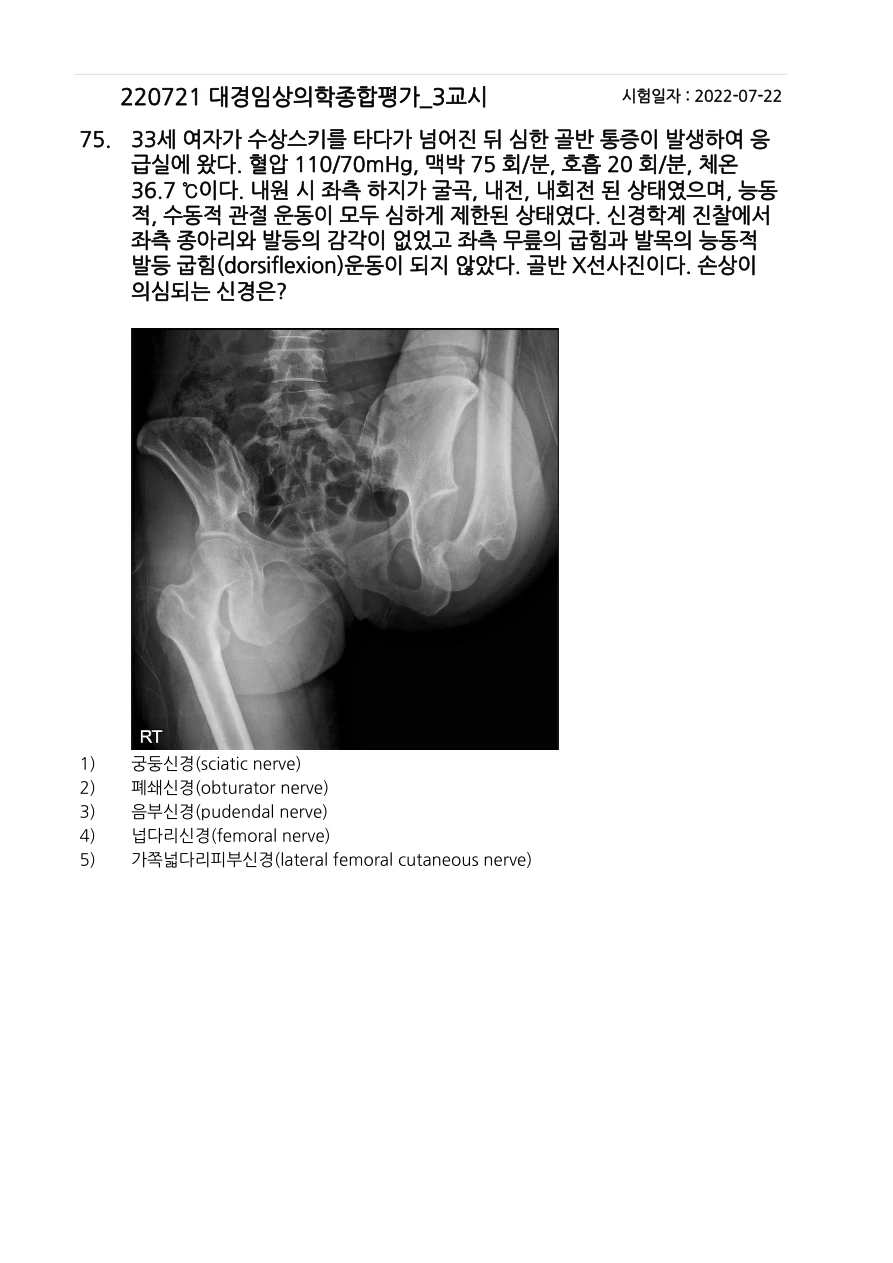 220721 대경임상의학종합평가_3교시 시험일자 : 2022-07-22
75. 33세 여자가 수상스키를 타다가 넘어진 뒤 심한 골반 통증이 발생하여 응
급실에 왔다. 혈압 110/70mHg, 맥박 75 회/분, 호흡 20 회/분, 체온
36.7 ℃이다. 내원 시 좌측 하지가 굴곡, 내전, 내회전 된 상태였으며, 능동
적, 수동적 관절 운동이 모두 심하게 제한된 상태였다. 신경학계 진찰에서
좌측 종아리와 발등의 감각이 없었고 좌측 무릎의 굽힘과 발목의 능동적
발등 굽힘(dorsiflexion)운동이 되지 않았다. 골반 X선사진이다. 손상이
의심되는 신경은?
RT
1) 궁둥신경(sciatic nerve)
2) 폐쇄신경(obturator nerve)
3) 음부신경(pudendal nerve)
4) 넙다리신경(femoral nerve)
5) 가쪽넓다리피부신경(lateral femoral cutaneous nerve)